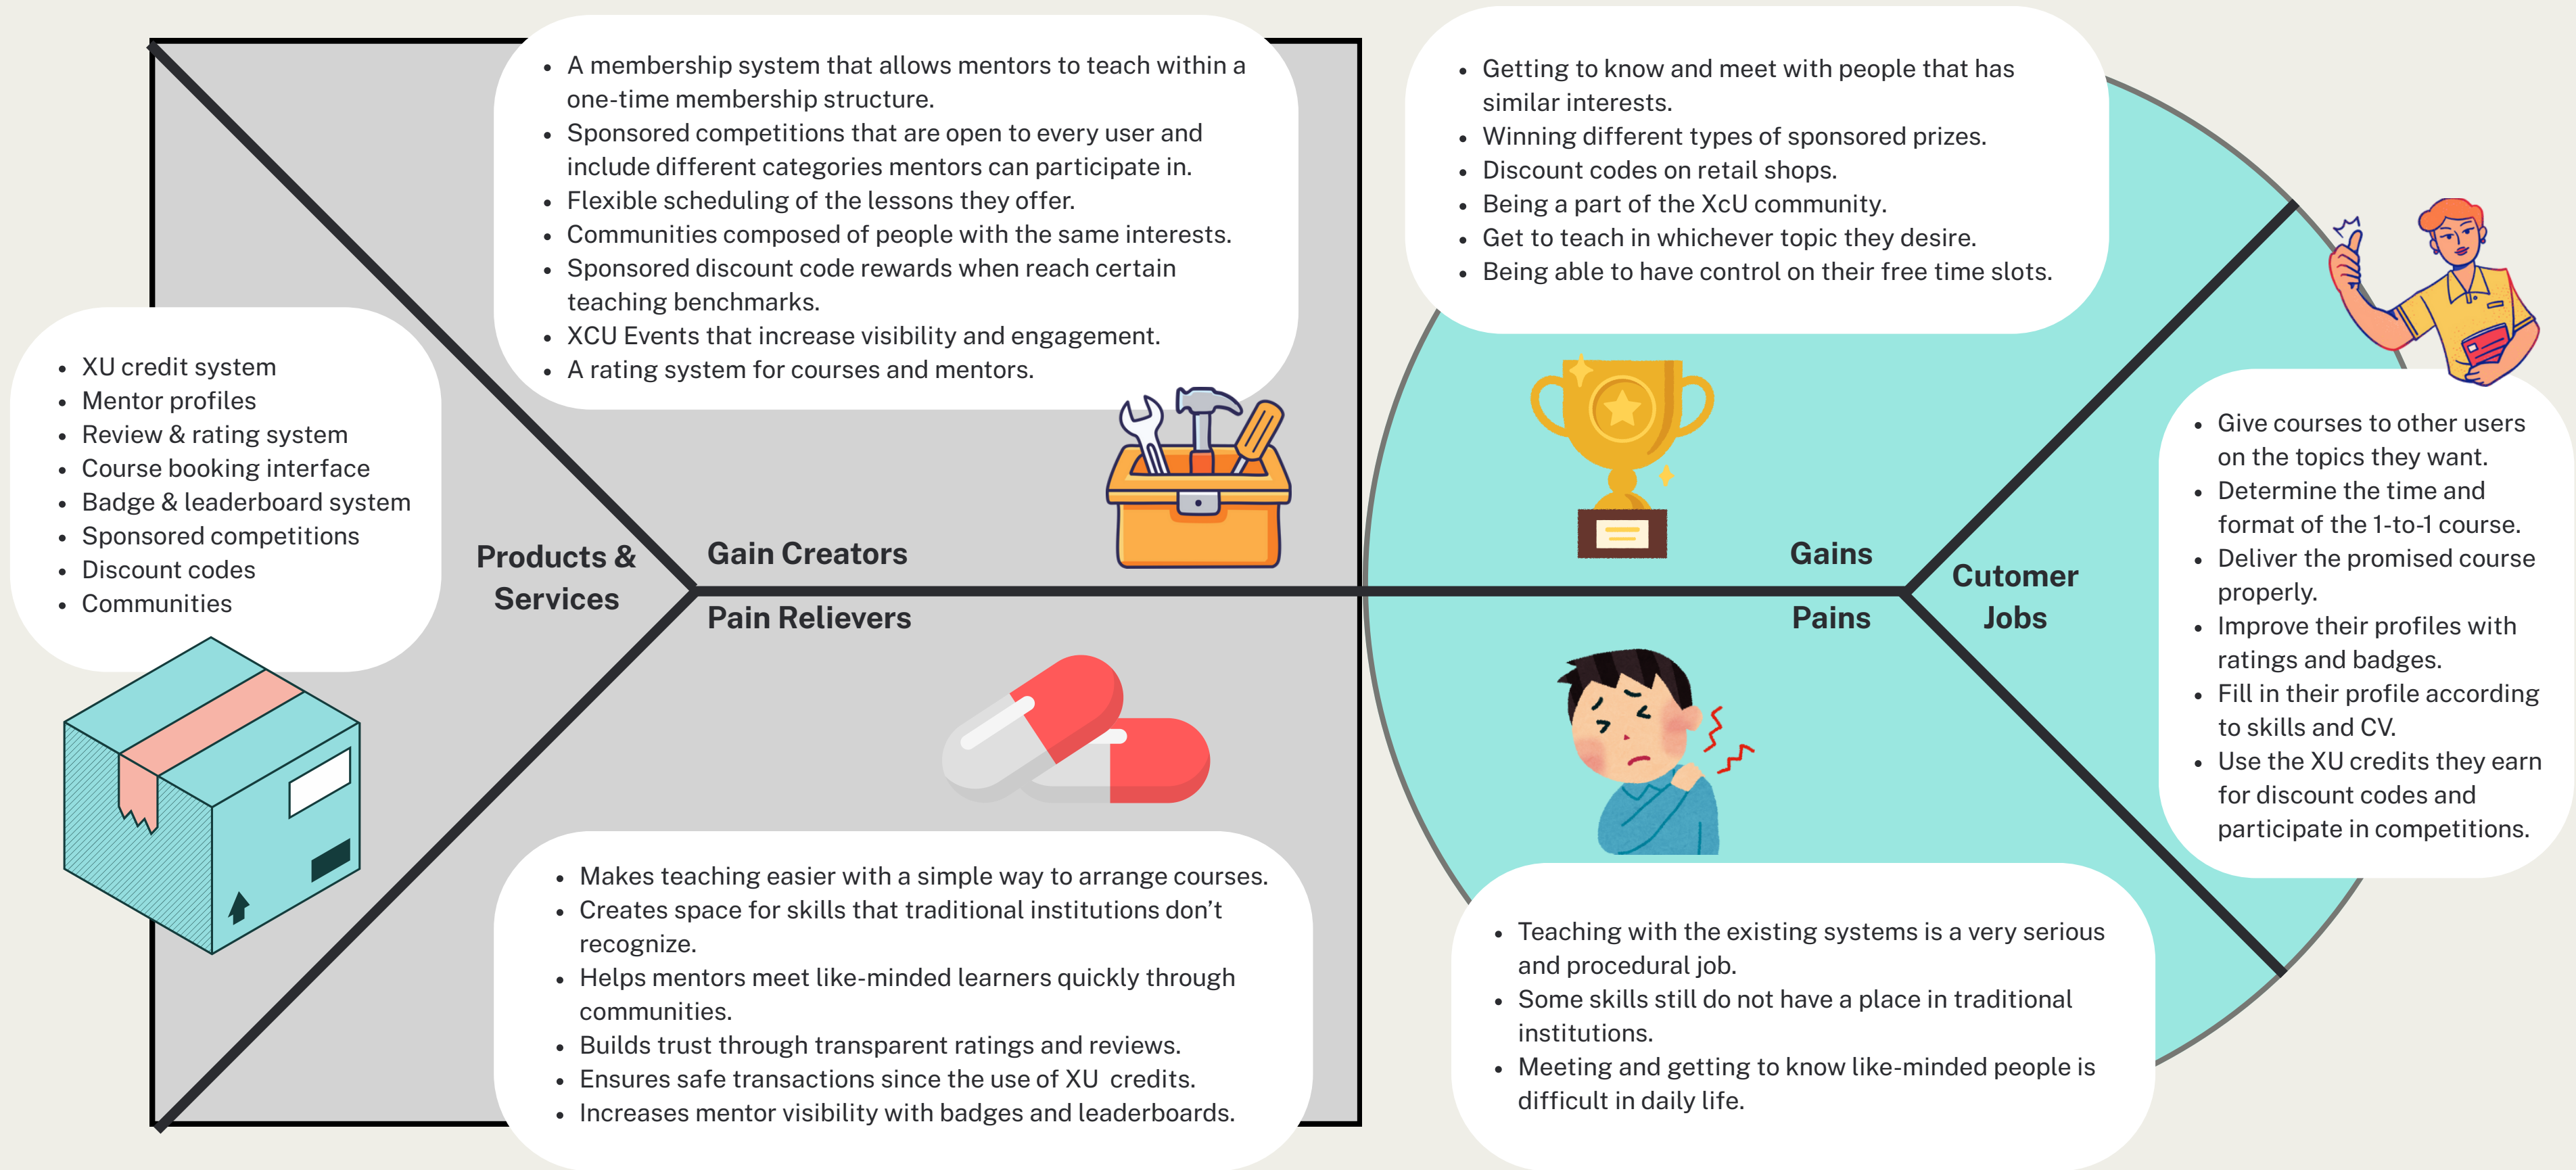 • XU credit system
• Mentor profiles
• Review & rating system
• Course booking interface
• Badge & leaderboard system
• Sponsored competitions
• Discount codes
• Communities
Products &
Services
• A membership system that allows mentors to teach within a
one-time membership structure.
• Sponsored competitions that are open to every user and
include different categories mentors can participate in.
• Flexible scheduling of the lessons they offer.
• Communities composed of people with the same interests.
• Sponsored discount code rewards when reach certain
teaching benchmarks.
• XCU Events that increase visibility and engagement.
• A rating system for courses and mentors.
Gain Creators
Pain Relievers
• Makes teaching easier with a simple way to arrange courses.
• Creates space for skills that traditional institutions don’t
recognize.
• Helps mentors meet like-minded learners quickly through
communities.
• Builds trust through transparent ratings and reviews.
• Ensures safe transactions since the use of XU  credits.
• Increases mentor visibility with badges and leaderboards.
• Getting to know and meet with people that has
similar interests.
• Winning different types of sponsored prizes.
• Discount codes on retail shops.
• Being a part of the XcU community.
• Get to teach in whichever topic they desire.
• Being able to have control on their free time slots.
Gains
Pains
• Teaching with the existing systems is a very serious
and procedural job.
• Some skills still do not have a place in traditional
institutions.
• Meeting and getting to know like-minded people is
difficult in daily life.
Cutomer
Jobs
• Give courses to other users
on the topics they want.
• Determine the time and
format of the 1-to-1 course.
• Deliver the promised course
properly.
• Improve their profiles with
ratings and badges.
• Fill in their profile according
to skills and CV.
• Use the XU credits they earn
for discount codes and
participate in competitions.